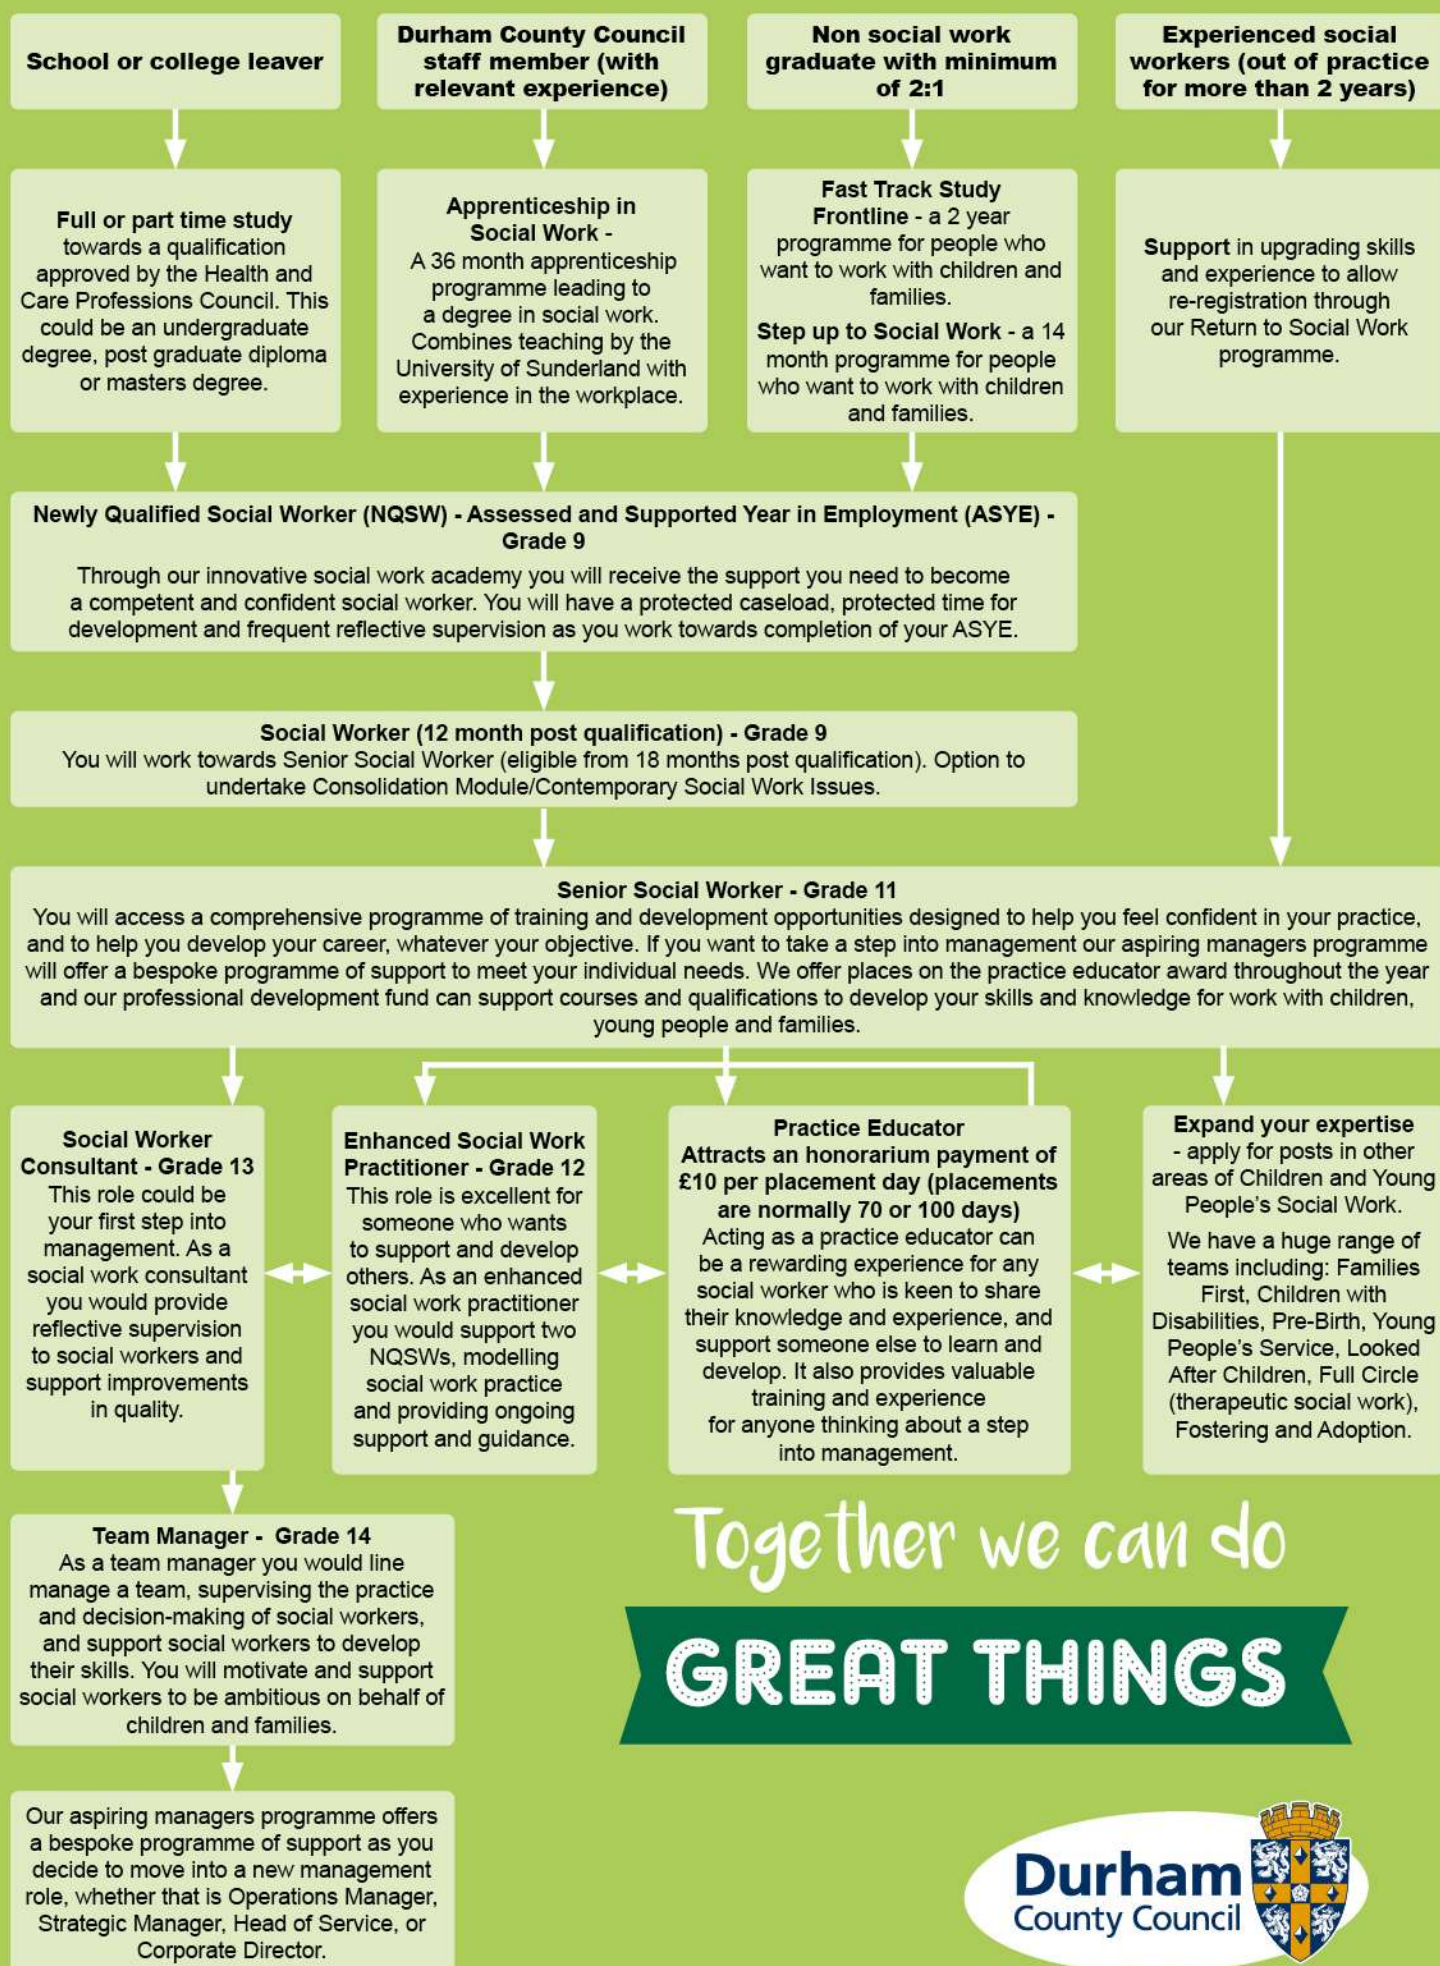 School or college leaver
Durham County Council
staff member (with
relevant experience)
Non social work
graduate with minimum
of 2:1
Experienced social
workers (out of practice
for more than 2 years)
Full or part time study
towards a qualification
approved by the Health and
Care Professions Council. This
could be an undergraduate
degree, post graduate diploma
or masters degree.
Apprenticeship in
Social Work -
A 36 month apprenticeship
programme leading to
a degree in social work.
Combines teaching by the
University of Sunderland with
experience in the workplace.
Fast Track Study
Frontline - a 2 year
programme for people who
want to work with children and
families.
Step up to Social Work - a 14
month programme for people
who want to work with children
and families.
Support in upgrading skills
and experience to allow
re-registration through
our Return to Social Work
programme.
Newly Qualified Social Worker (NQSW) - Assessed and Supported Year in Employment (ASYE) -
Grade 9
Through our innovative social work academy you will receive the support you need to become
a competent and confident social worker. You will have a protected caseload, protected time for
development and frequent reflective supervision as you work towards completion of your ASYE.
Social Worker (12 month post qualification) - Grade 9
You will work towards Senior Social Worker (eligible from 18 months post qualification). Option to
undertake Consolidation Module/Contemporary Social Work Issues.
Senior Social Worker - Grade 11
You will access a comprehensive programme of training and development opportunities designed to help you feel confident in your practice,
and to help you develop your career, whatever your objective. If you want to take a step into management our aspiring managers programme
will offer a bespoke programme of support to meet your individual needs. We offer places on the practice educator award throughout the year
and our professional development fund can support courses and qualifications to develop your skills and knowledge for work with children,
young people and families.
Social Worker
Consultant - Grade 13
This role could be
your first step into
management. As a
social work consultant
you would provide
reflective supervision
to social workers and
support improvements
in quality.
Enhanced Social Work
Practitioner - Grade 12
This role is excellent for
someone who wants
to support and develop
others. As an enhanced
social work practitioner
you would support two
NQSWs, modelling
social work practice
and providing ongoing
support and guidance.
Practice Educator
Attracts an honorarium payment of
£10 per placement day (placements
are normally 70 or 100 days)
Acting as a practice educator can
be a rewarding experience for any
social worker who is keen to share
their knowledge and experience, and
support someone else to learn and
develop. It also provides valuable
training and experience
for anyone thinking about a step
into management.
Expand your expertise
- apply for posts in other
areas of Children and Young
People's Social Work.
We have a huge range of
teams including: Families
First, Children with
Disabilities, Pre-Birth, Young
People's Service, Looked
After Children, Full Circle
(therapeutic social work),
Fostering and Adoption.
Team Manager - Grade 14
As a team manager you would line
manage a team, supervising the practice
and decision-making of social workers,
and support social workers to develop
their skills. You will motivate and support
social workers to be ambitious on behalf of
children and families.
Our aspiring managers programme offers
a bespoke programme of support as you
decide to move into a new management
role, whether that is Operations Manager,
Strategic Manager, Head of Service, or
Corporate Director.
Together we can do
GREAT THINGS
Durham
County Council